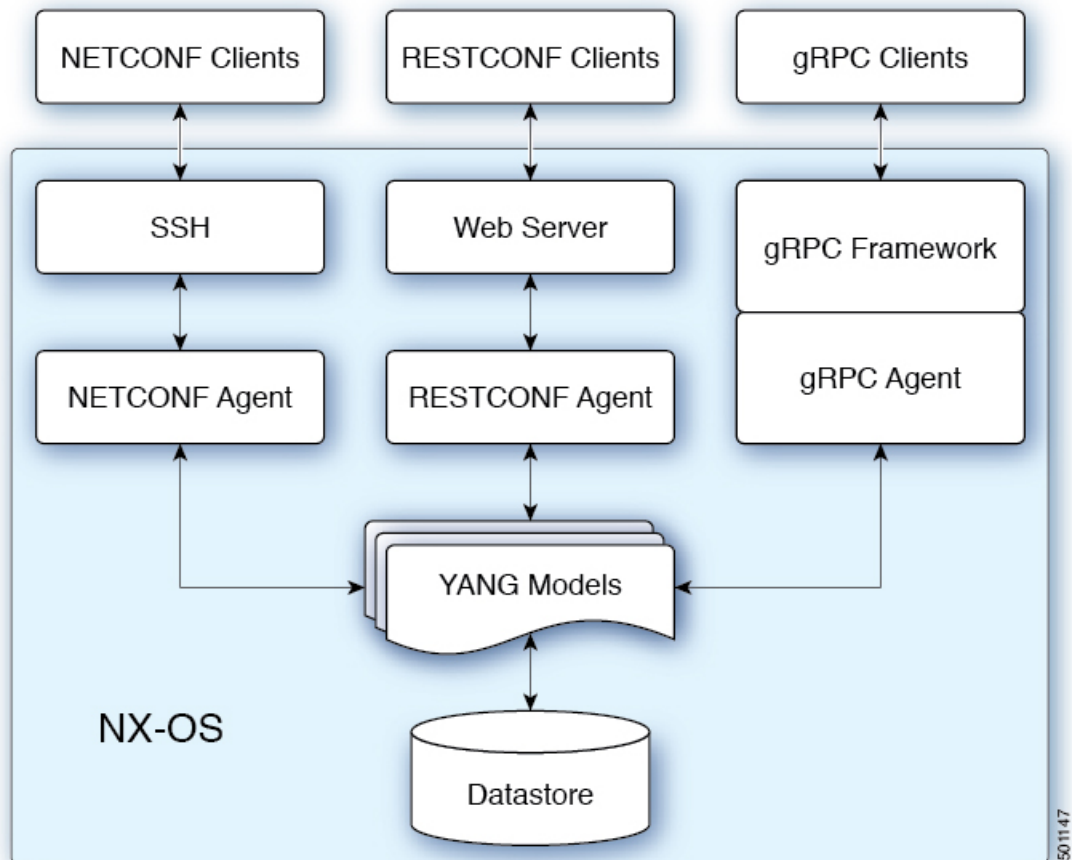 NETCONF Clients
RESTCONF Clients
gRPC Clients
SSH
Web Server
gRPC Framework
NETCONF Agent
RESTCONF Agent
gRPC Agent
YANG Models
NX-OS
Datastore
501147